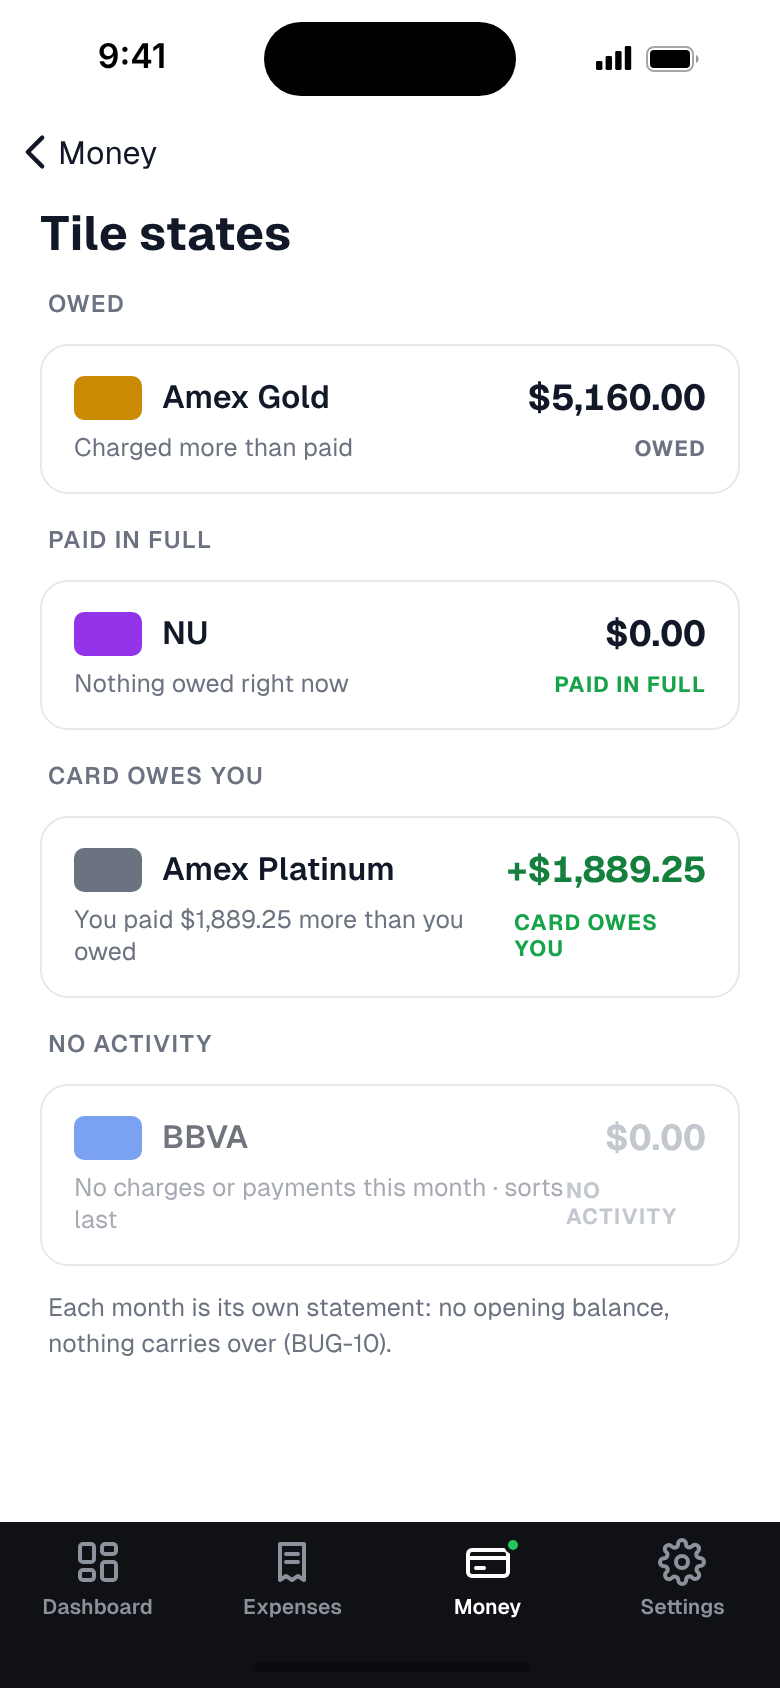 9:41
Money
Tile states
OWED
Amex Gold
$5,160.00
Charged more than paid
OWED
PAID IN FULL
NU
$0.00
Nothing owed right now
PAID IN FULL
CARD OWES YOU
Amex Platinum
+$1,889.25
You paid $1,889.25 more than you
owed
CARD OWES
YOU
NO ACTIVITY
BBVA
$0.00
No charges or payments this month · sorts
last
NO
ACTIVITY
Each month is its own statement: no opening balance,
nothing carries over (BUG-10).
Dashboard
Expenses
Money
Settings